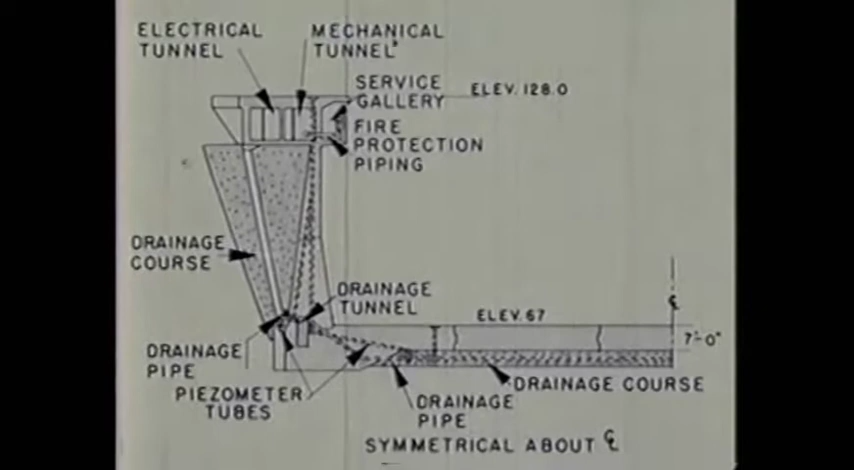 ELECTRICAL
TUNNEL
MECHANICAL
TUNNEL
SERVICE
GALLERY
ELEV. 128.0
FIRE
PROTECTION
PIPING
DRAINAGE
COURSE
DRAINAGE
TUNNEL
ELEV. 67
7'-0"
DRAINAGE
PIPE
PIEZOMETER
TUBES
DRAINAGE COURSE
DRAINAGE
PIPE
SYMMETRICAL ABOUT ℄
℄